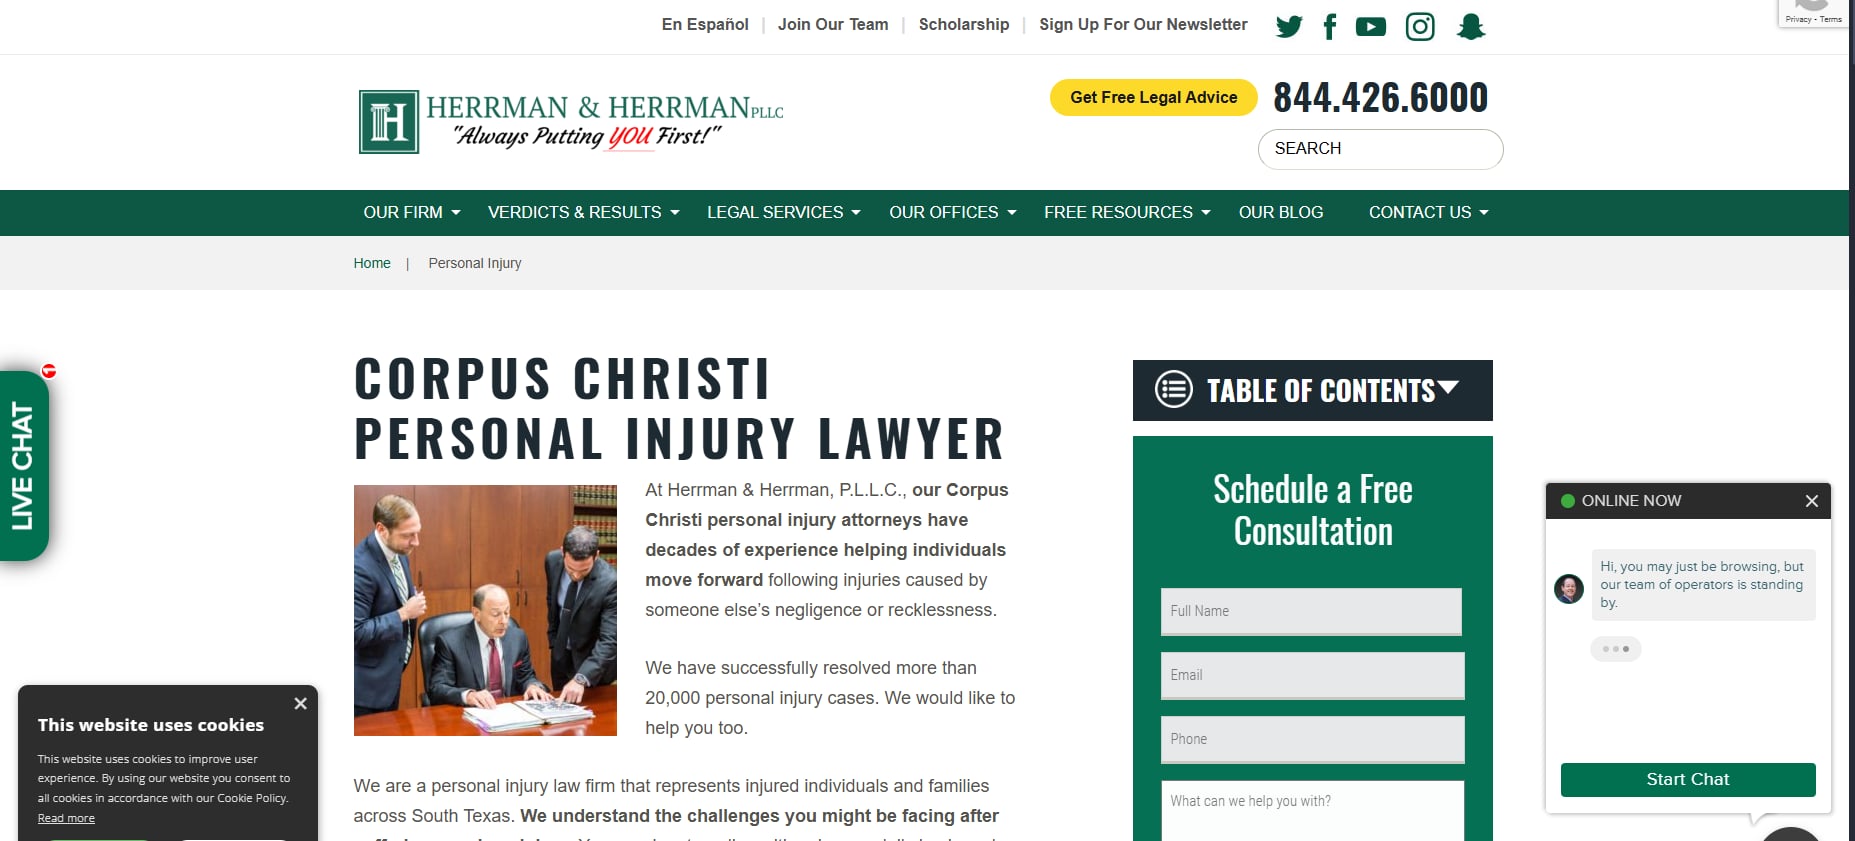 En Español | Join Our Team | Scholarship | Sign Up For Our Newsletter
Privacy - Terms
HERRMAN & HERRMAN PLLC
"Always Putting YOU First!"
H
Get Free Legal Advice
844.426.6000
SEARCH
OUR FIRM VERDICTS & RESULTS LEGAL SERVICES OUR OFFICES FREE RESOURCES OUR BLOG CONTACT US
Home | Personal Injury
LIVE CHAT
1
CORPUS CHRISTI
PERSONAL INJURY LAWYER
At Herrman & Herrman, P.L.L.C., our Corpus
Christi personal injury attorneys have
decades of experience helping individuals
move forward following injuries caused by
someone else’s negligence or recklessness.
We have successfully resolved more than
20,000 personal injury cases. We would like to
help you too.
We are a personal injury law firm that represents injured individuals and families
across South Texas. We understand the challenges you might be facing after
TABLE OF CONTENTS
Schedule a Free
Consultation
Full Name
Email
Phone
What can we help you with?
ONLINE NOW
Hi, you may just be browsing, but
our team of operators is standing
by.
Start Chat
This website uses cookies
This website uses cookies to improve user
experience. By using our website you consent to
all cookies in accordance with our Cookie Policy.
Read more